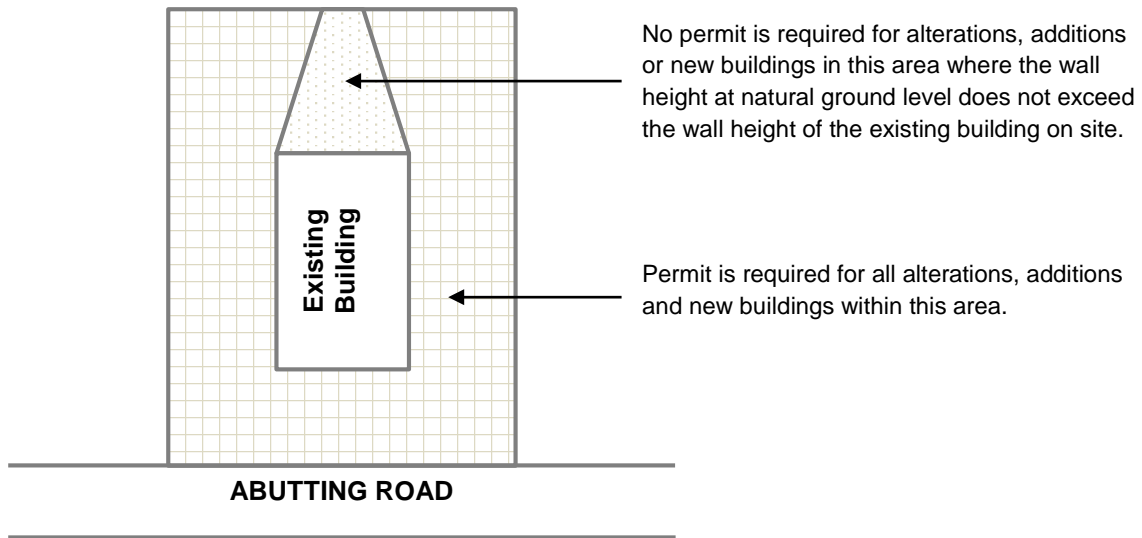 No permit is required for alterations, additions
or new buildings in this area where the wall
height at natural ground level does not exceed
the wall height of the existing building on site.
Existing
Building
Permit is required for all alterations, additions
and new buildings within this area.
ABUTTING ROAD